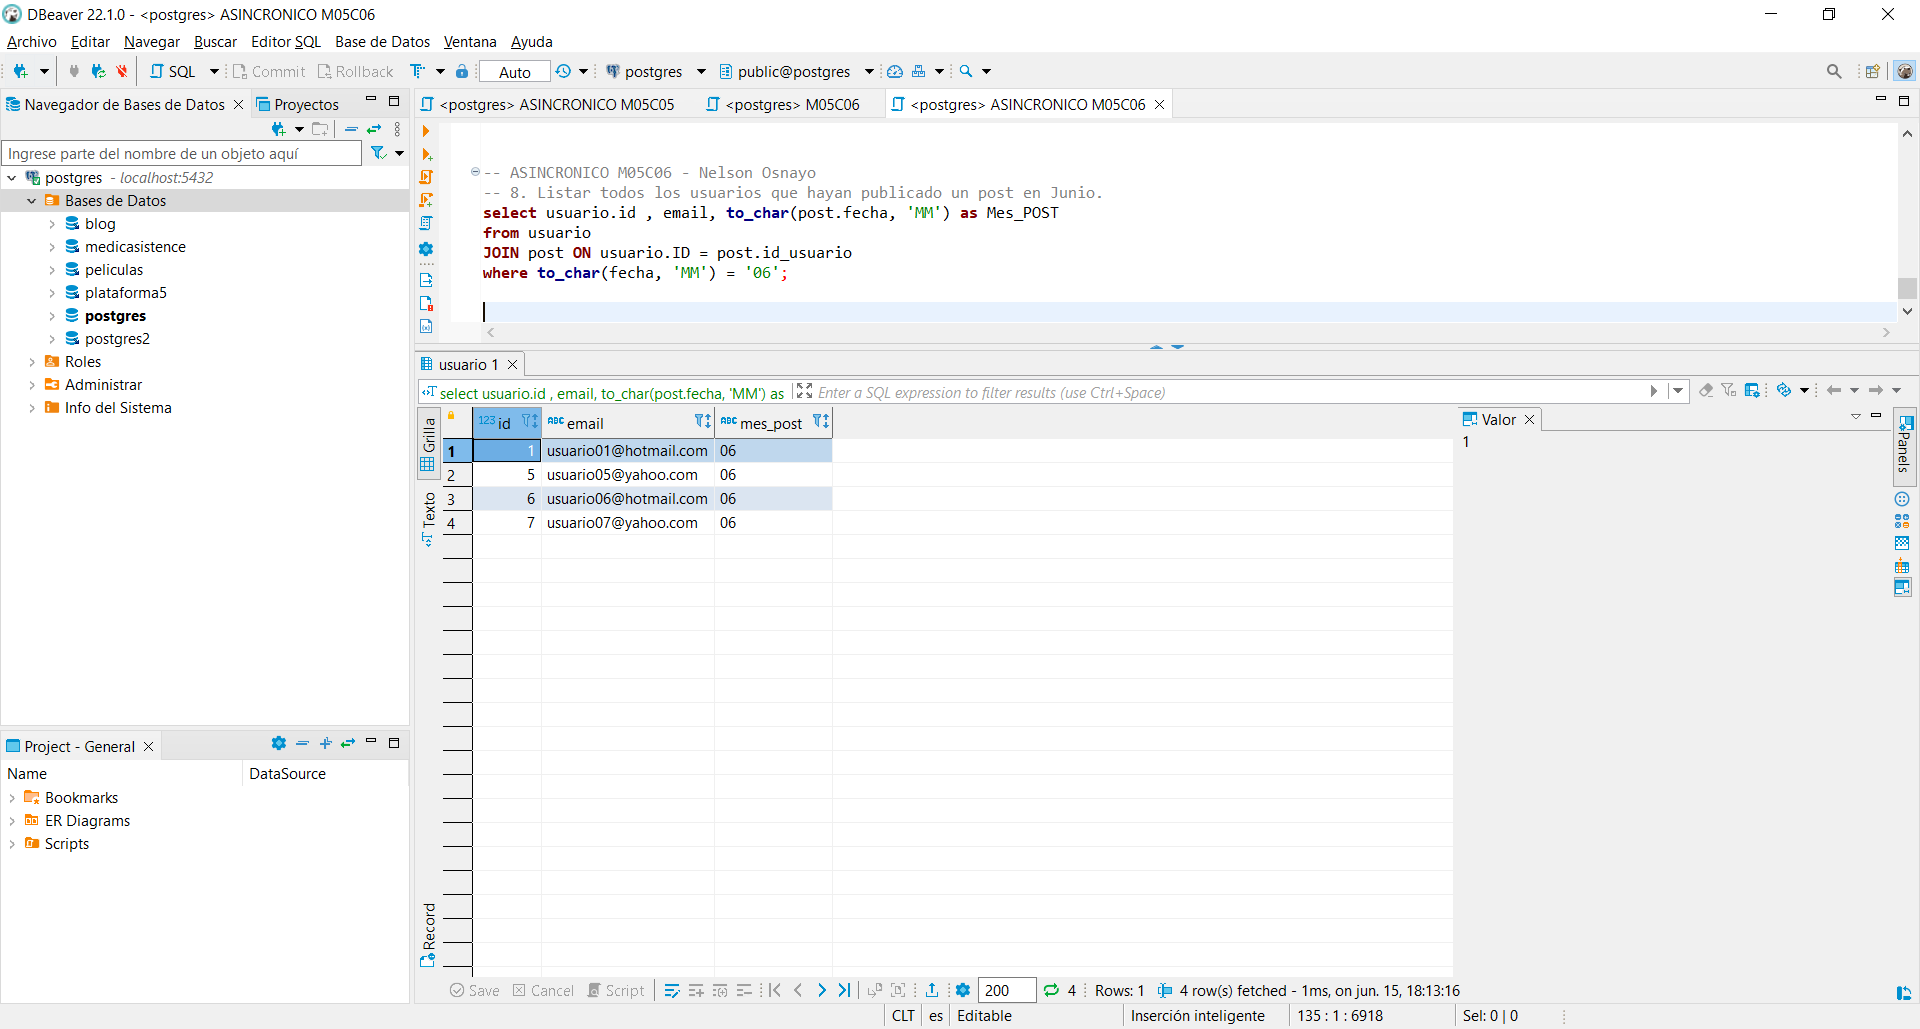 DBeaver 22.1.0 - <postgres> ASINCRONICO M05C06
Archivo Editar Navegar Buscar Editor SQL Base de Datos Ventana Ayuda
SQL Commit Rollback Auto postgres public@postgres
Navegador de Bases de Datos Proyectos
<postgres> ASINCRONICO M05C05 <postgres> M05C06 <postgres> ASINCRONICO M05C06
Ingrese parte del nombre de un objeto aquí
postgres - localhost:5432
Bases de Datos
blog
medicasistence
peliculas
plataforma5
postgres
postgres2
Roles
Administrar
Info del Sistema
-- ASINCRONICO M05C06 - Nelson Osnayo
-- 8. Listar todos los usuarios que hayan publicado un post en Junio.
select usuario.id , email, to_char(post.fecha, 'MM') as Mes_POST
from usuario
JOIN post ON usuario.ID = post.id_usuario
where to_char(fecha, 'MM') = '06';
usuario 1
select usuario.id , email, to_char(post.fecha, 'MM') as Enter a SQL expression to filter results (use Ctrl+Space)
Grilla
Texto
Record
123 id ABC email ABC mes_post
1 1 usuario01@hotmail.com 06
2 5 usuario05@yahoo.com 06
3 6 usuario06@hotmail.com 06
4 7 usuario07@yahoo.com 06
Valor
1
Panels
Project - General
Name DataSource
Bookmarks
ER Diagrams
Scripts
Save Cancel Script 200 4 Rows: 1 4 row(s) fetched - 1ms, on jun. 15, 18:13:16
CLT es Editable Inserción inteligente 135 : 1 : 6918 Sel: 0 | 0